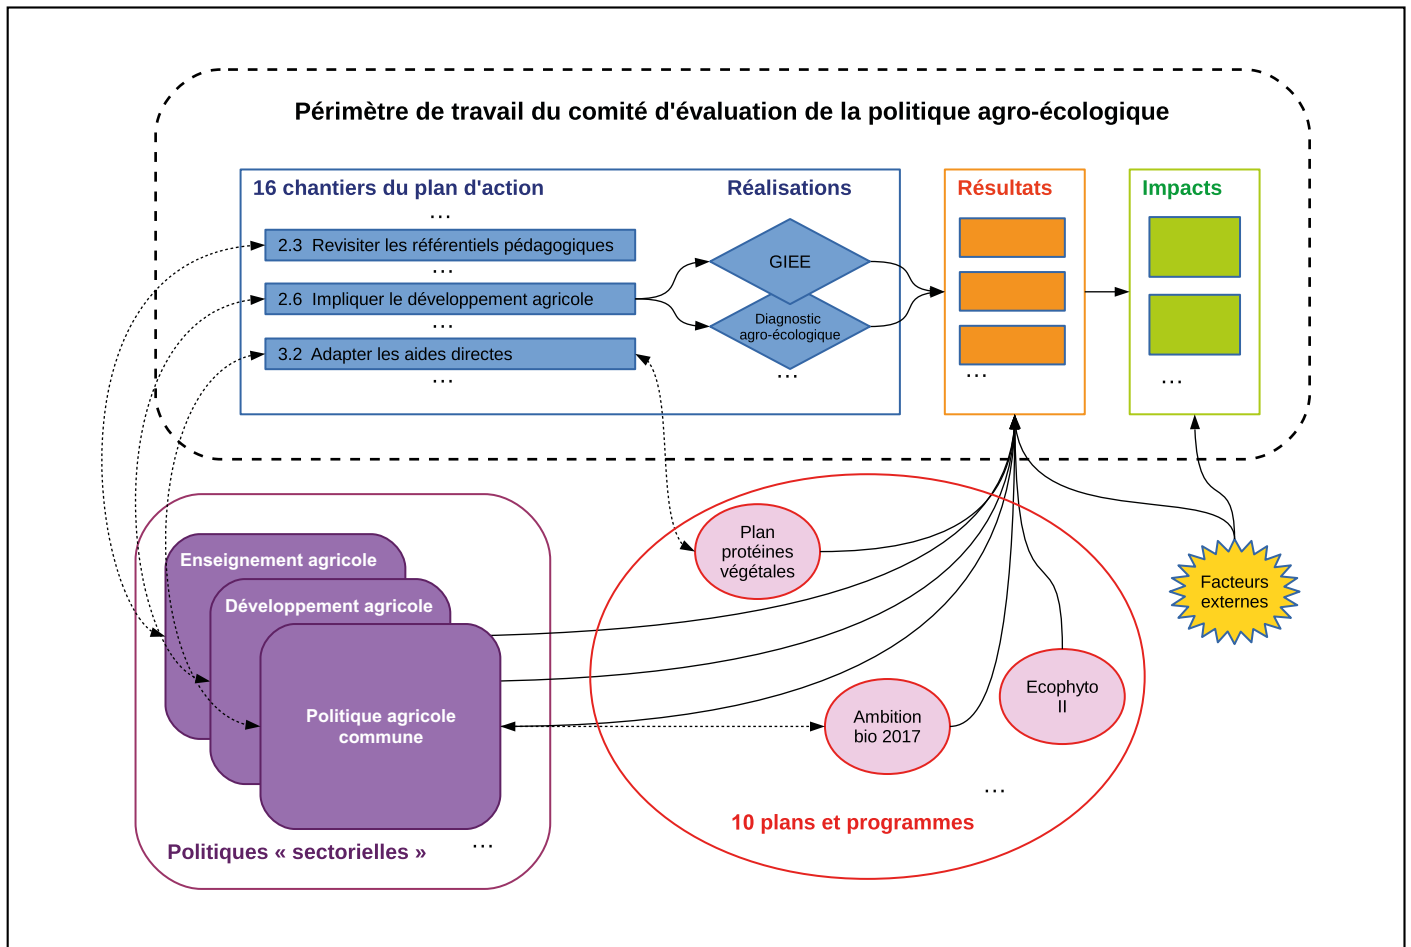 Périmètre de travail du comité d'évaluation de la politique agro-écologique
16 chantiers du plan d'action
...
2.3 Revisiter les référentiels pédagogiques
...
2.6 Impliquer le développement agricole
...
3.2 Adapter les aides directes
...
Réalisations
GIEE
Diagnostic
agro-écologique
...
Résultats
...
Impacts
...
Enseignement agricole
Développement agricole
Politique agricole
commune
Politiques « sectorielles »
...
Plan
protéines
végétales
Ambition
bio 2017
Ecophyto
II
...
10 plans et programmes
Facteurs
externes